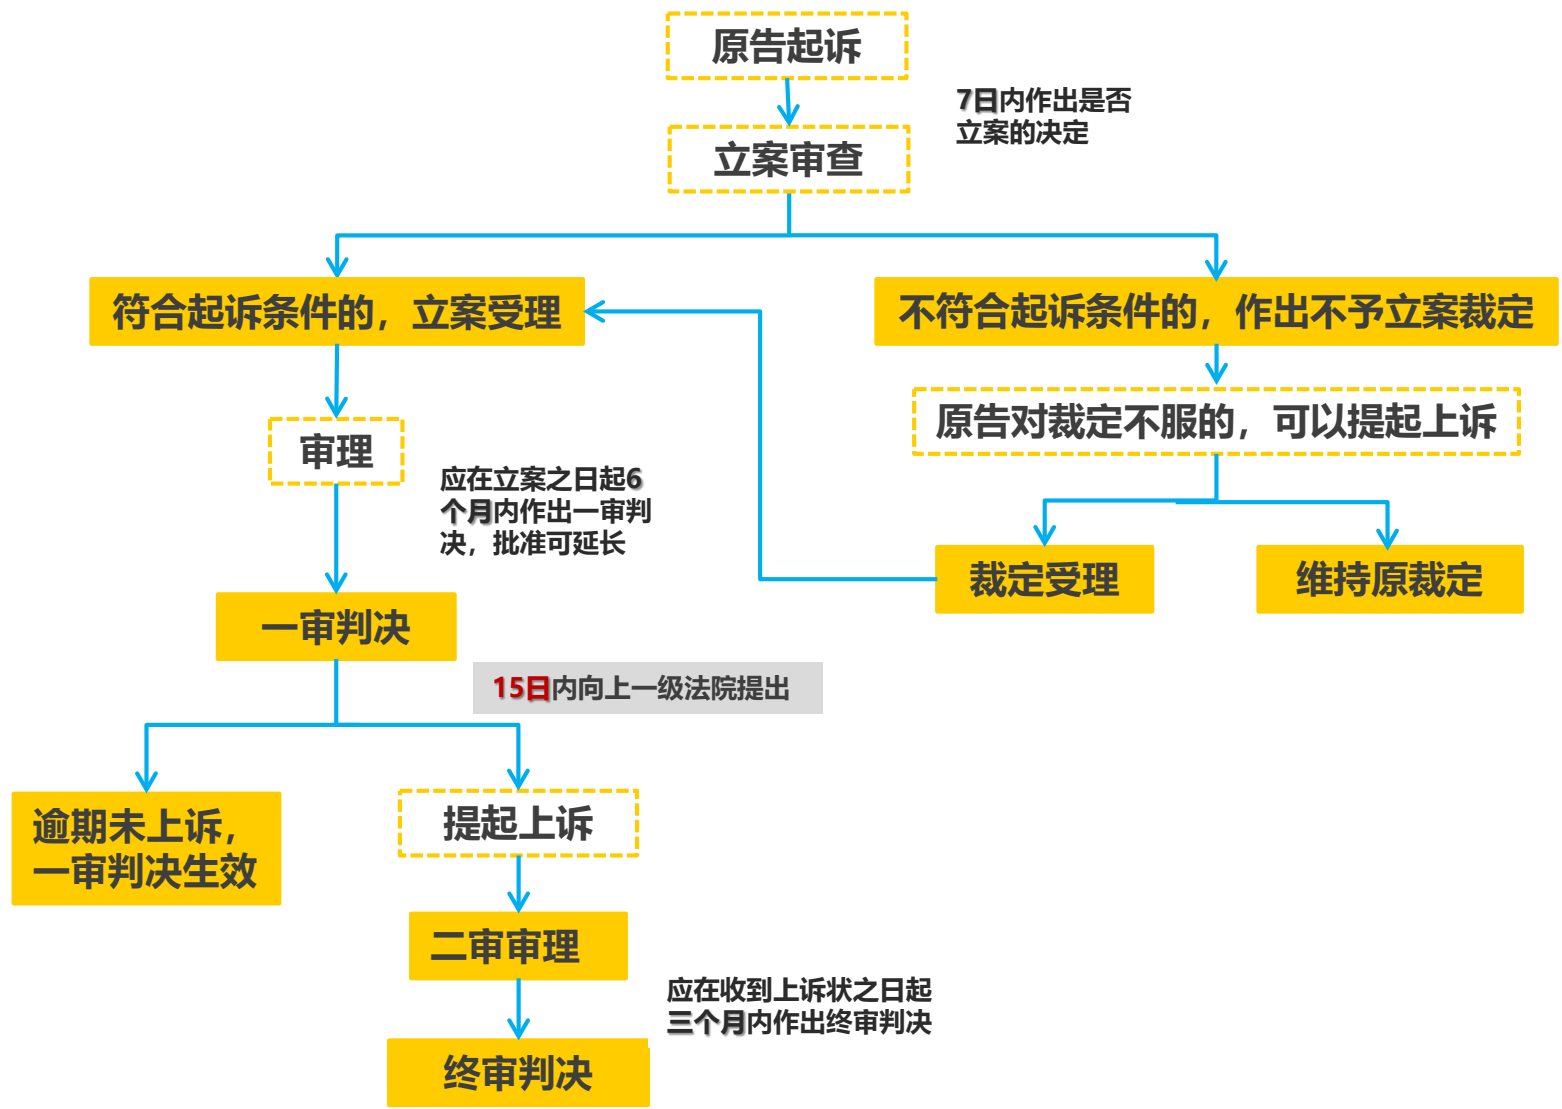 原告起诉
7日内作出是否
立案的决定
立案审查
符合起诉条件的，立案受理
不符合起诉条件的，作出不予立案裁定
原告对裁定不服的，可以提起上诉
审理
应在立案之日起6
个月内作出一审判
决，批准可延长
裁定受理
维持原裁定
一审判决
15日内向上一级法院提出
逾期未上诉，
一审判决生效
提起上诉
二审审理
应在收到上诉状之日起
三个月内作出终审判决
终审判决